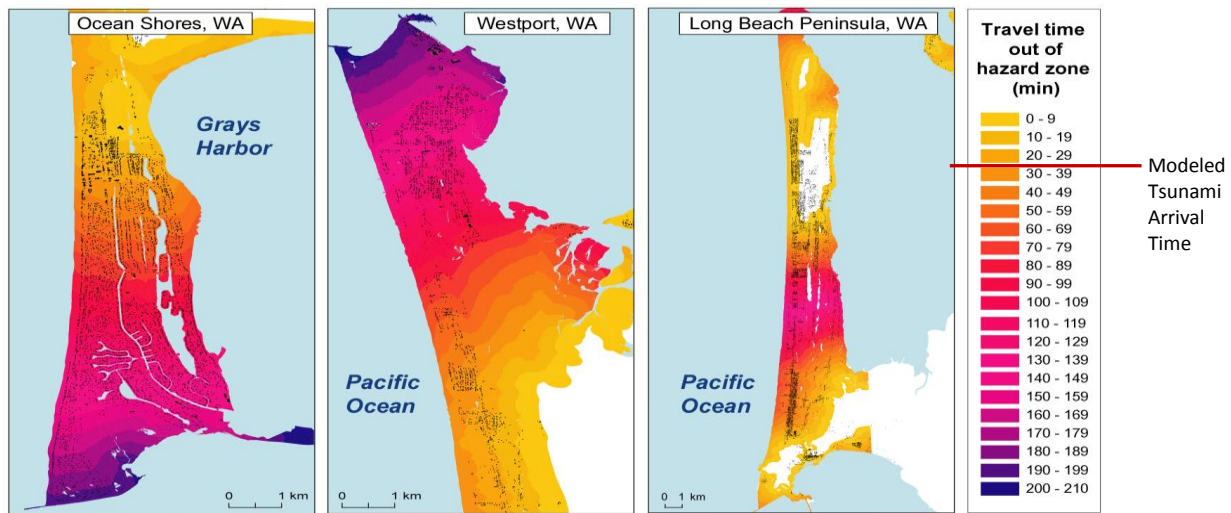 Ocean Shores, WA
Grays
Harbor
0 1 km
Westport, WA
Pacific
Ocean
0 1 km
Long Beach Peninsula, WA
Pacific
Ocean
0 1 km
Travel time
out of
hazard zone
(min)
0 - 9
10 - 19
20 - 29
30 - 39
40 - 49
50 - 59
60 - 69
70 - 79
80 - 89
90 - 99
100 - 109
110 - 119
120 - 129
130 - 139
140 - 149
150 - 159
160 - 169
170 - 179
180 - 189
190 - 199
200 - 210
Modeled
Tsunami
Arrival
Time